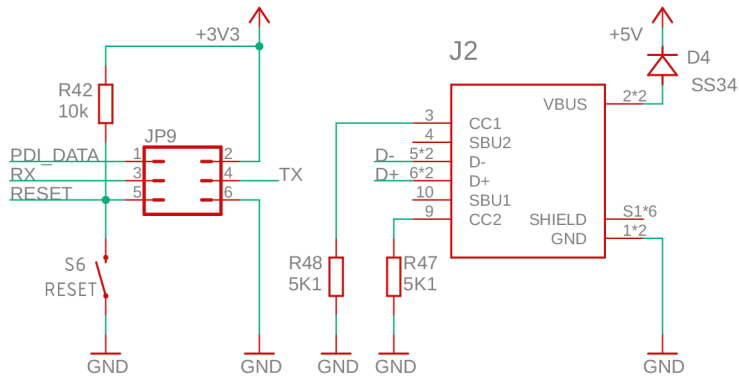 +3V3
R42
10k
JP9
PDI_DATA 1 2
RX 3 4 TX
RESET 5 6
S6
RESET
GND
GND
+5V
D4
SS34
J2
VBUS 2*2
3 CC1
4 SBU2
D- 5*2 D-
D+ 6*2 D+
10 SBU1
9 CC2
SHIELD S1*6
GND 1*2
R48
5K1
R47
5K1
GND
GND
GND